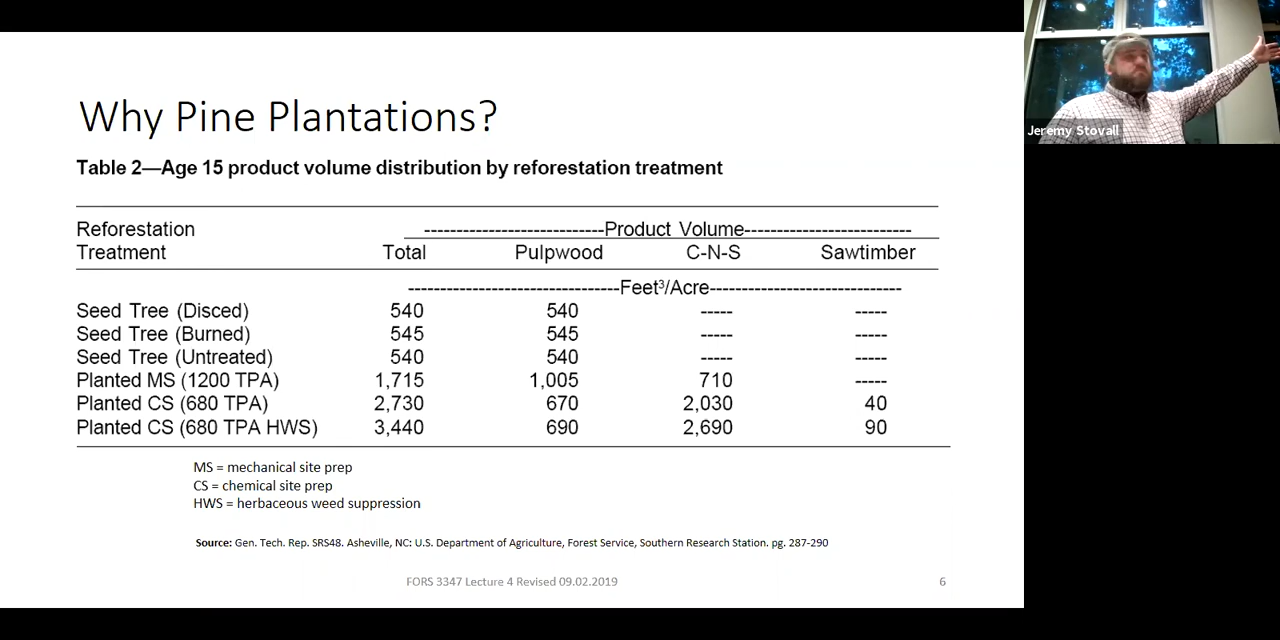 Why Pine Plantations?
Table 2—Age 15 product volume distribution by reforestation treatment
Reforestation ---------------------------Product Volume-------------------------
Treatment Total Pulpwood C-N-S Sawtimber
--------------------------------Feet³/Acre-----------------------------
Seed Tree (Disced) 540 540 ----- -----
Seed Tree (Burned) 545 545 ----- -----
Seed Tree (Untreated) 540 540 ----- -----
Planted MS (1200 TPA) 1,715 1,005 710 -----
Planted CS (680 TPA) 2,730 670 2,030 40
Planted CS (680 TPA HWS) 3,440 690 2,690 90
MS = mechanical site prep
CS = chemical site prep
HWS = herbaceous weed suppression
Source: Gen. Tech. Rep. SRS48. Asheville, NC: U.S. Department of Agriculture, Forest Service, Southern Research Station. pg. 287-290
FORS 3347 Lecture 4 Revised 09.02.2019 6
Jeremy Stovall